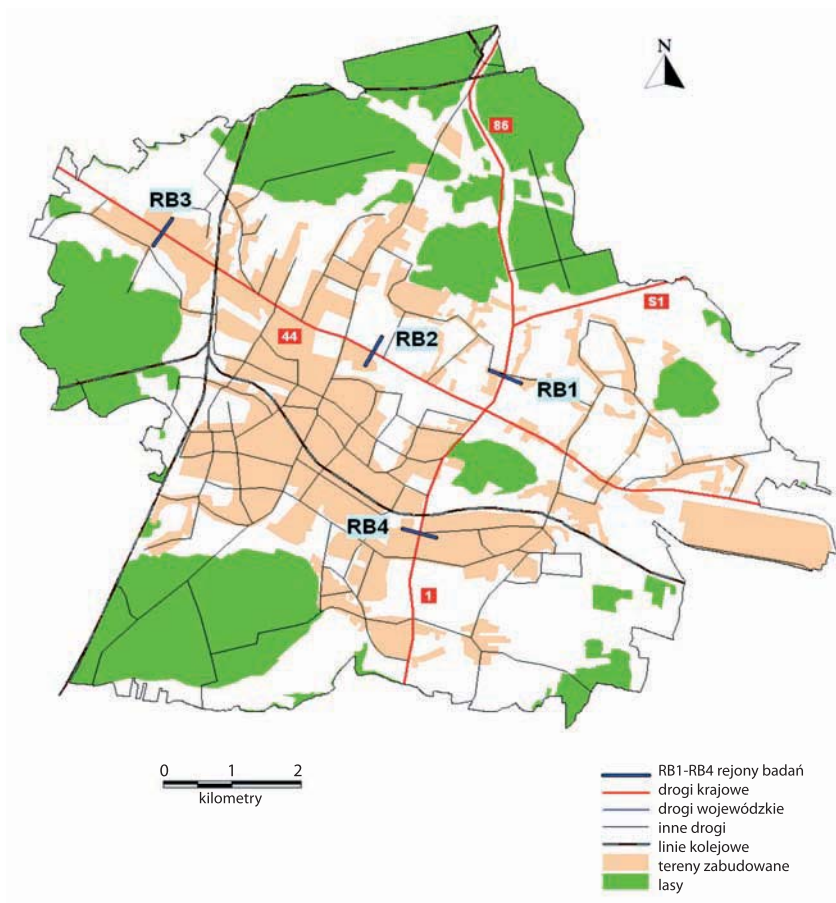 N
86
RB3
S1
44
RB2
RB1
RB4
1
0 1 2
kilometry
RB1-RB4 rejony badań
drogi krajowe
drogi wojewódzkie
inne drogi
linie kolejowe
tereny zabudowane
lasy